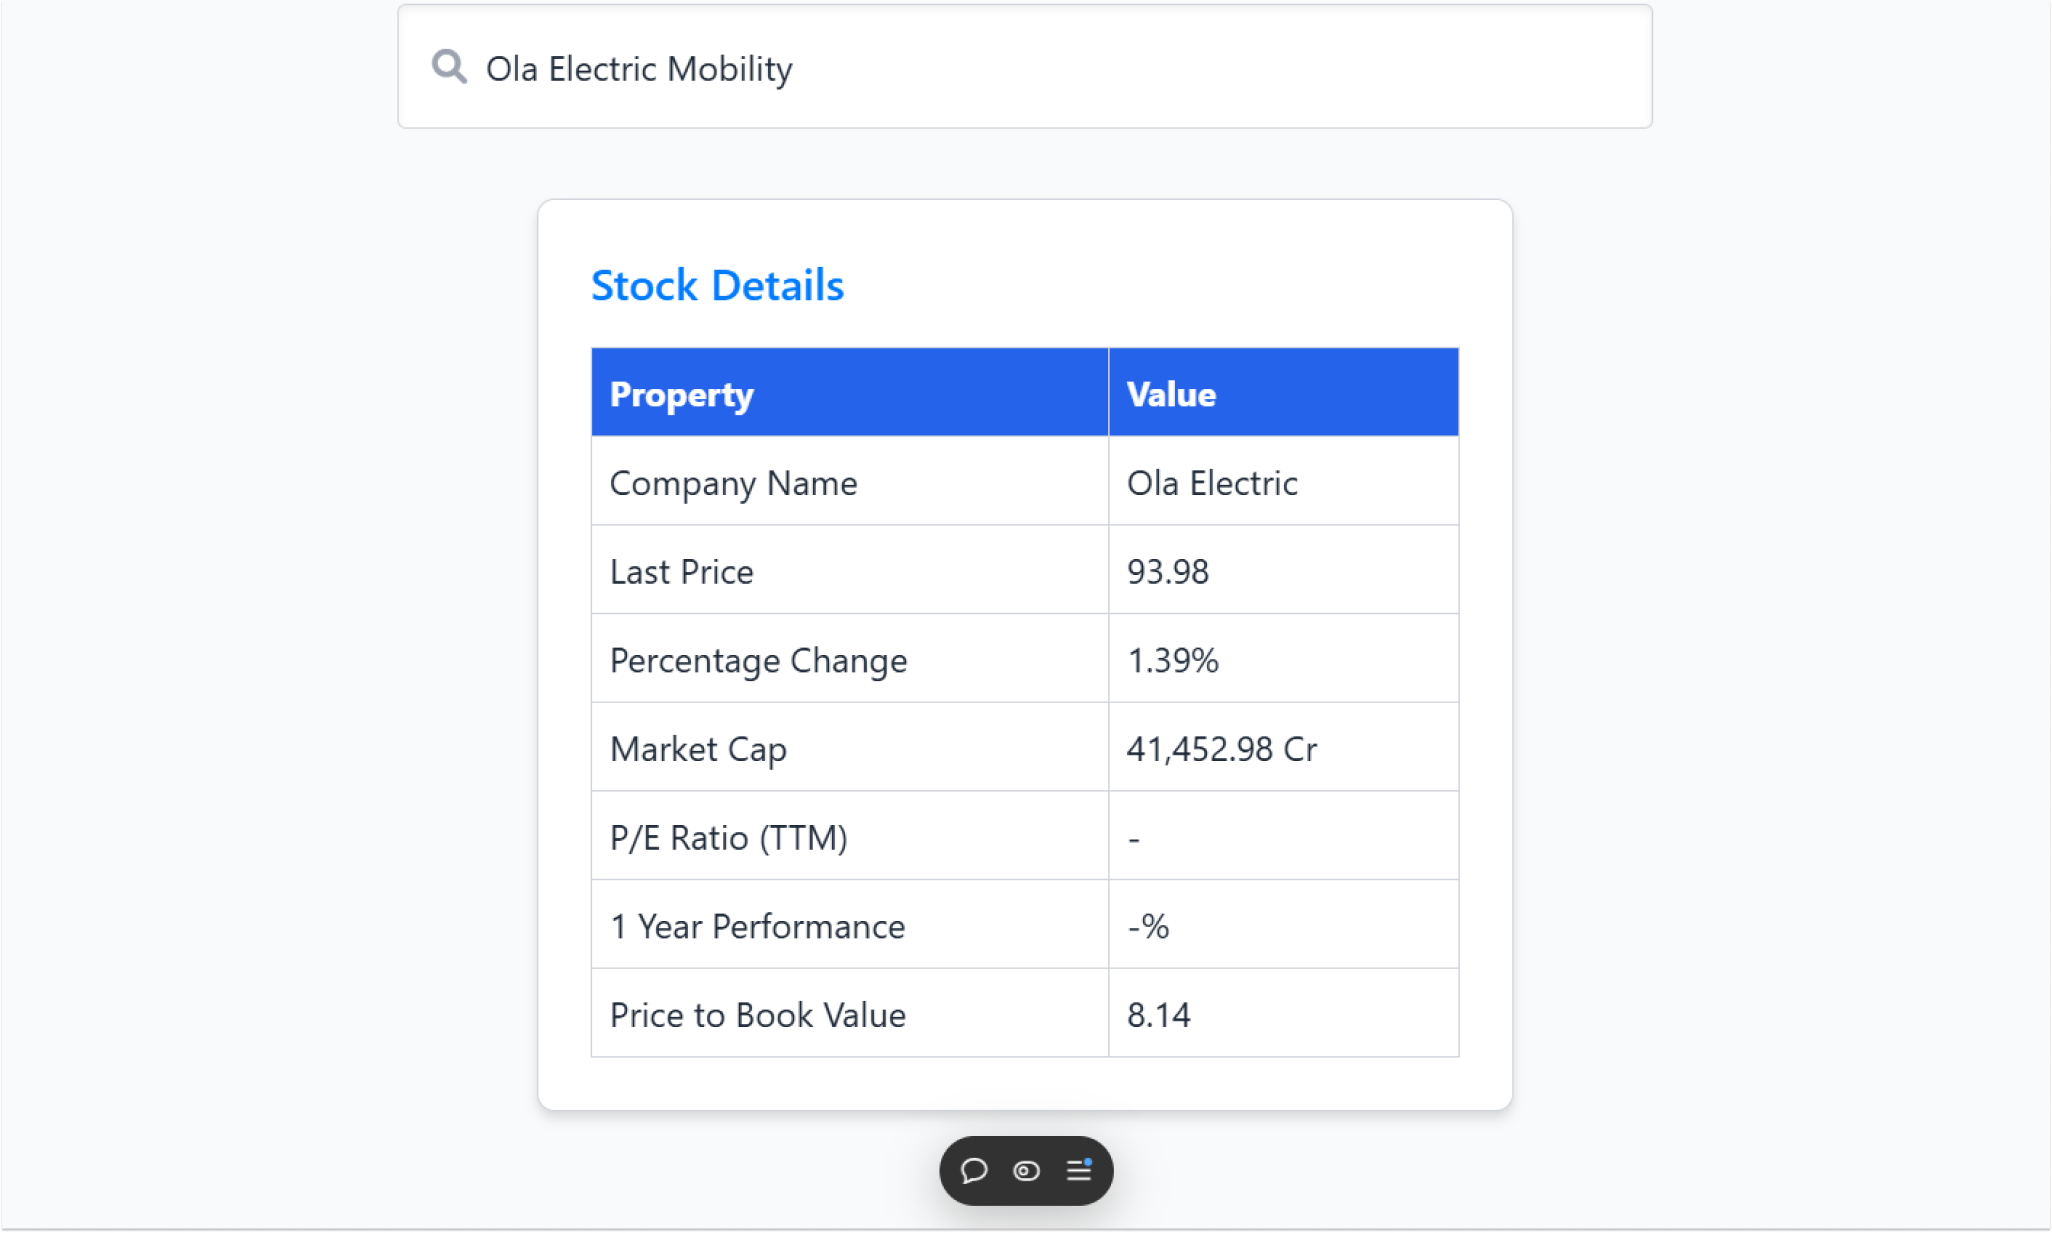 Ola Electric Mobility
Stock Details
Property Value
Company Name Ola Electric
Last Price 93.98
Percentage Change 1.39%
Market Cap 41,452.98 Cr
P/E Ratio (TTM) -
1 Year Performance -%
Price to Book Value 8.14